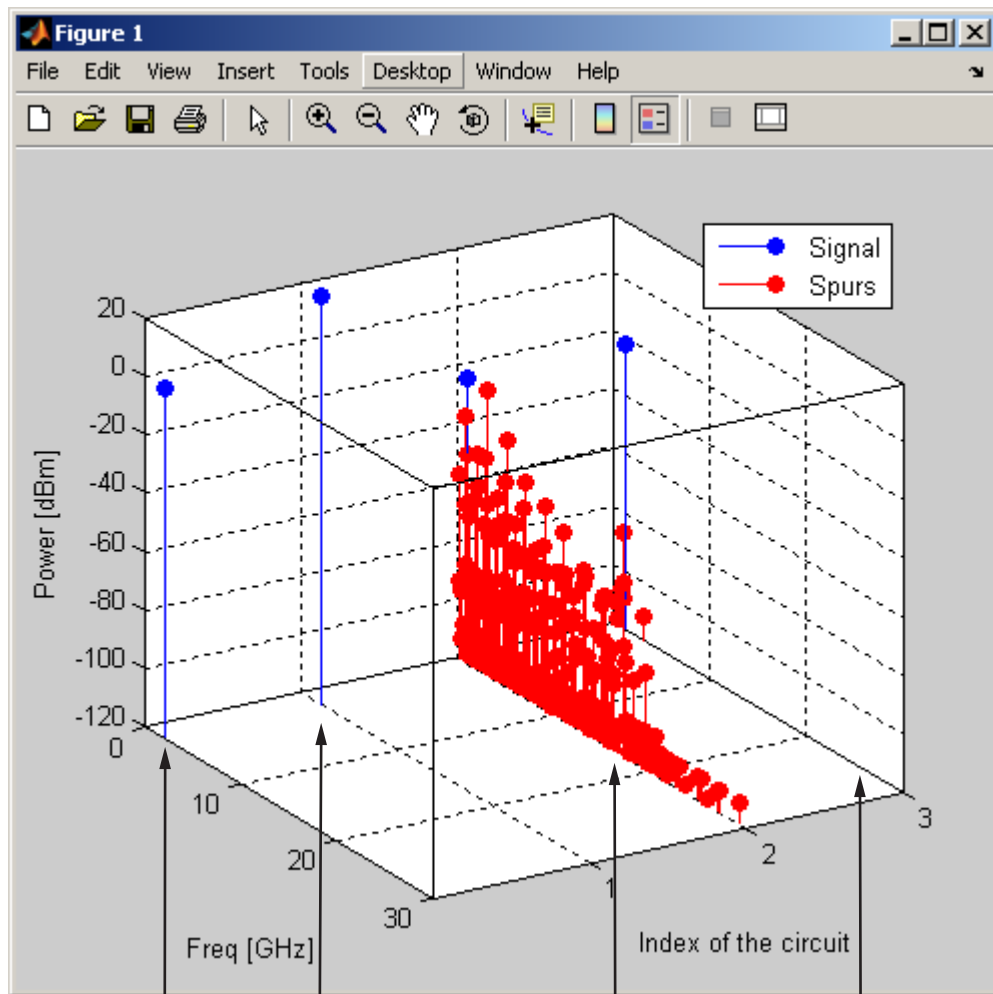 Figure 1
File Edit View Insert Tools Desktop Window Help
Signal
Spurs
20
0
-20
-40
-60
-80
-100
-120
Power [dBm]
0
10
20
30
Freq [GHz]
1
2
3
Index of the circuit